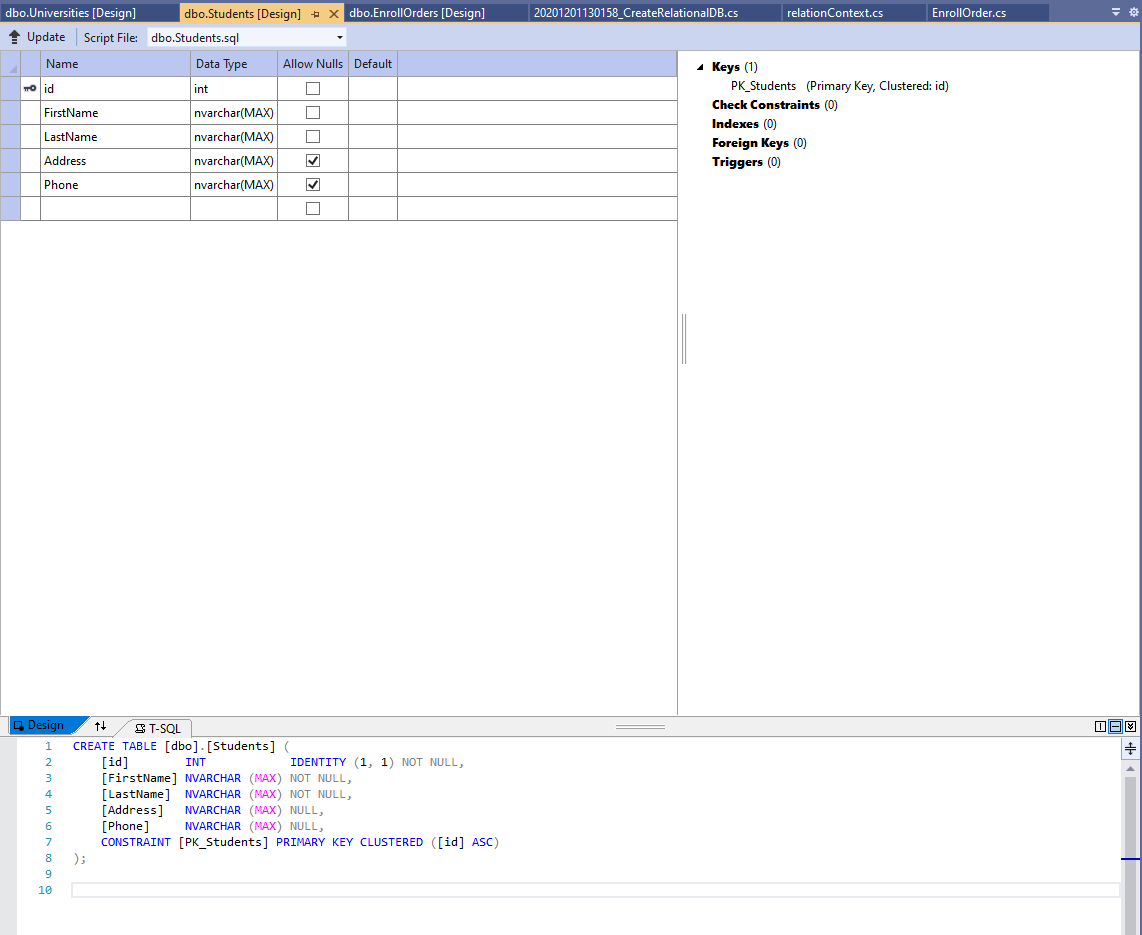 dbo.Universities [Design] dbo.Students [Design] dbo.EnrollOrders [Design] 20201201130158_CreateRelationalDB.cs relationContext.cs EnrollOrder.cs
Update Script File: dbo.Students.sql
Name Data Type Allow Nulls Default
id int
FirstName nvarchar(MAX)
LastName nvarchar(MAX)
Address nvarchar(MAX)
Phone nvarchar(MAX)
Keys (1)
PK_Students (Primary Key, Clustered: id)
Check Constraints (0)
Indexes (0)
Foreign Keys (0)
Triggers (0)
Design T-SQL
1 CREATE TABLE [dbo].[Students] (
2 [id] INT IDENTITY (1, 1) NOT NULL,
3 [FirstName] NVARCHAR (MAX) NOT NULL,
4 [LastName] NVARCHAR (MAX) NOT NULL,
5 [Address] NVARCHAR (MAX) NULL,
6 [Phone] NVARCHAR (MAX) NULL,
7 CONSTRAINT [PK_Students] PRIMARY KEY CLUSTERED ([id] ASC)
8 );
9
10